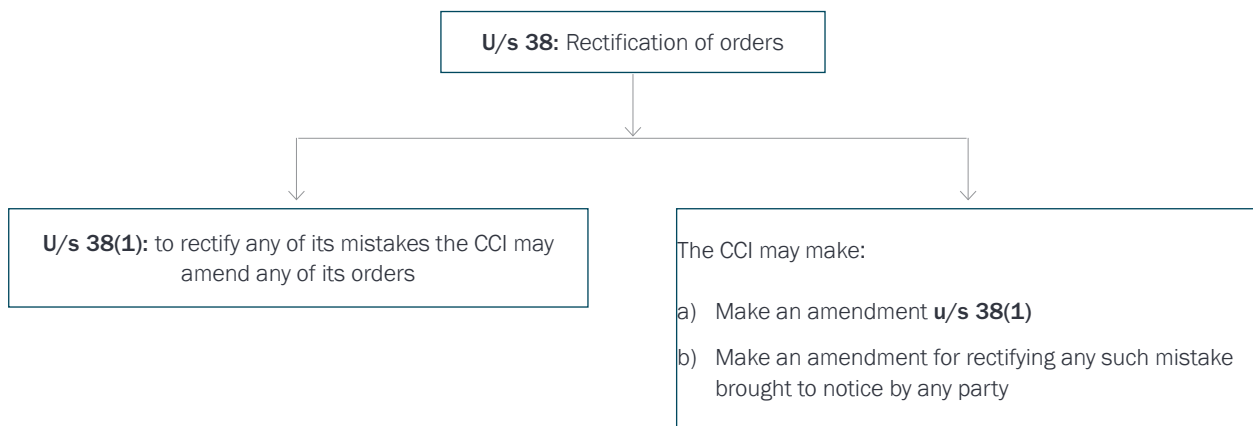 U/s 38: Rectification of orders
U/s 38(1): to rectify any of its mistakes the CCI may
amend any of its orders
The CCI may make:
a) Make an amendment u/s 38(1)
b) Make an amendment for rectifying any such mistake
brought to notice by any party